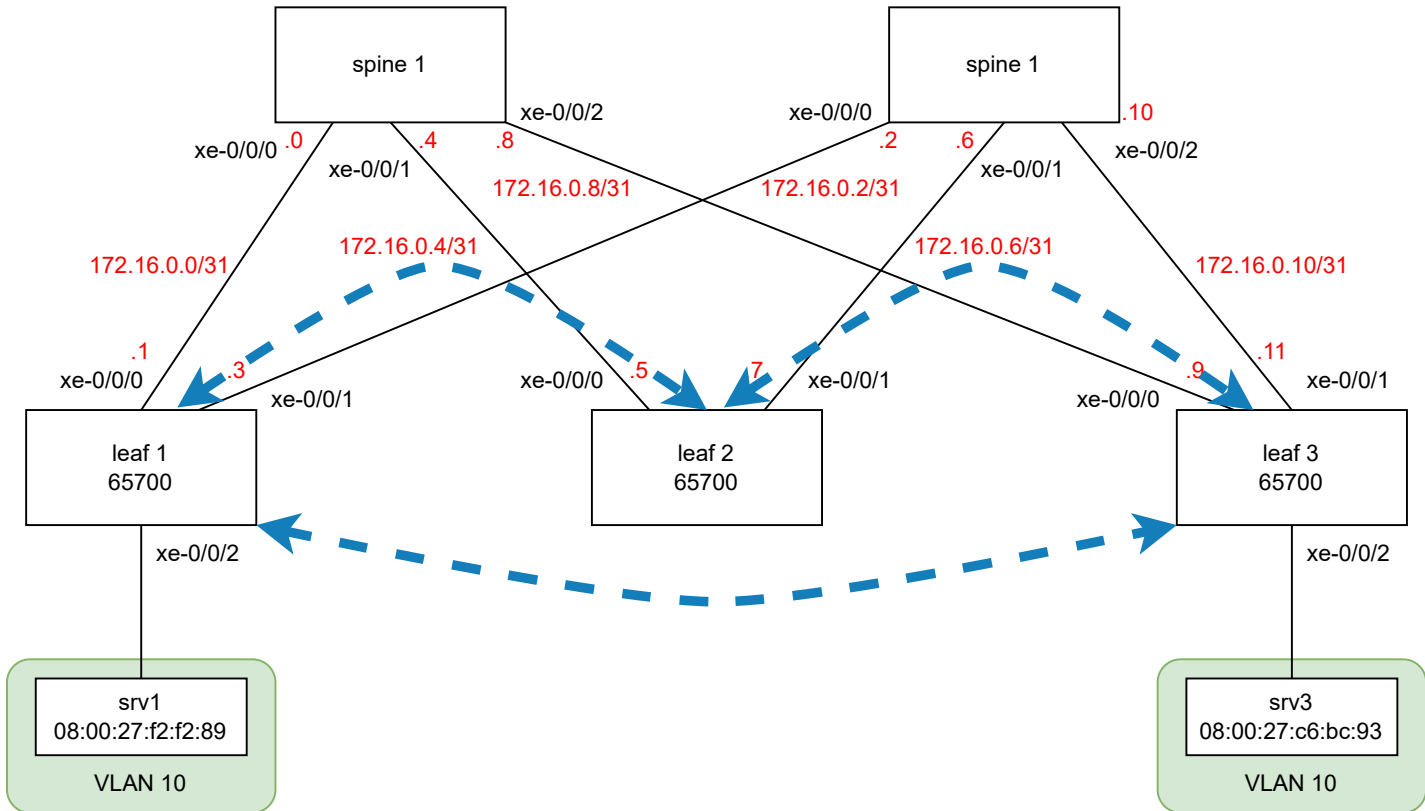 spine 1
spine 1
xe-0/0/2
xe-0/0/0
.10
.0
.4
.8
.2
.6
xe-0/0/0
xe-0/0/1
xe-0/0/1
xe-0/0/2
172.16.0.8/31
172.16.0.2/31
172.16.0.4/31
172.16.0.6/31
172.16.0.0/31
172.16.0.10/31
.1
.3
.5
.7
.9
.11
xe-0/0/0
xe-0/0/1
xe-0/0/0
xe-0/0/1
xe-0/0/0
xe-0/0/1
leaf 1
65700
leaf 2
65700
leaf 3
65700
xe-0/0/2
xe-0/0/2
srv1
08:00:27:f2:f2:89
VLAN 10
srv3
08:00:27:c6:bc:93
VLAN 10